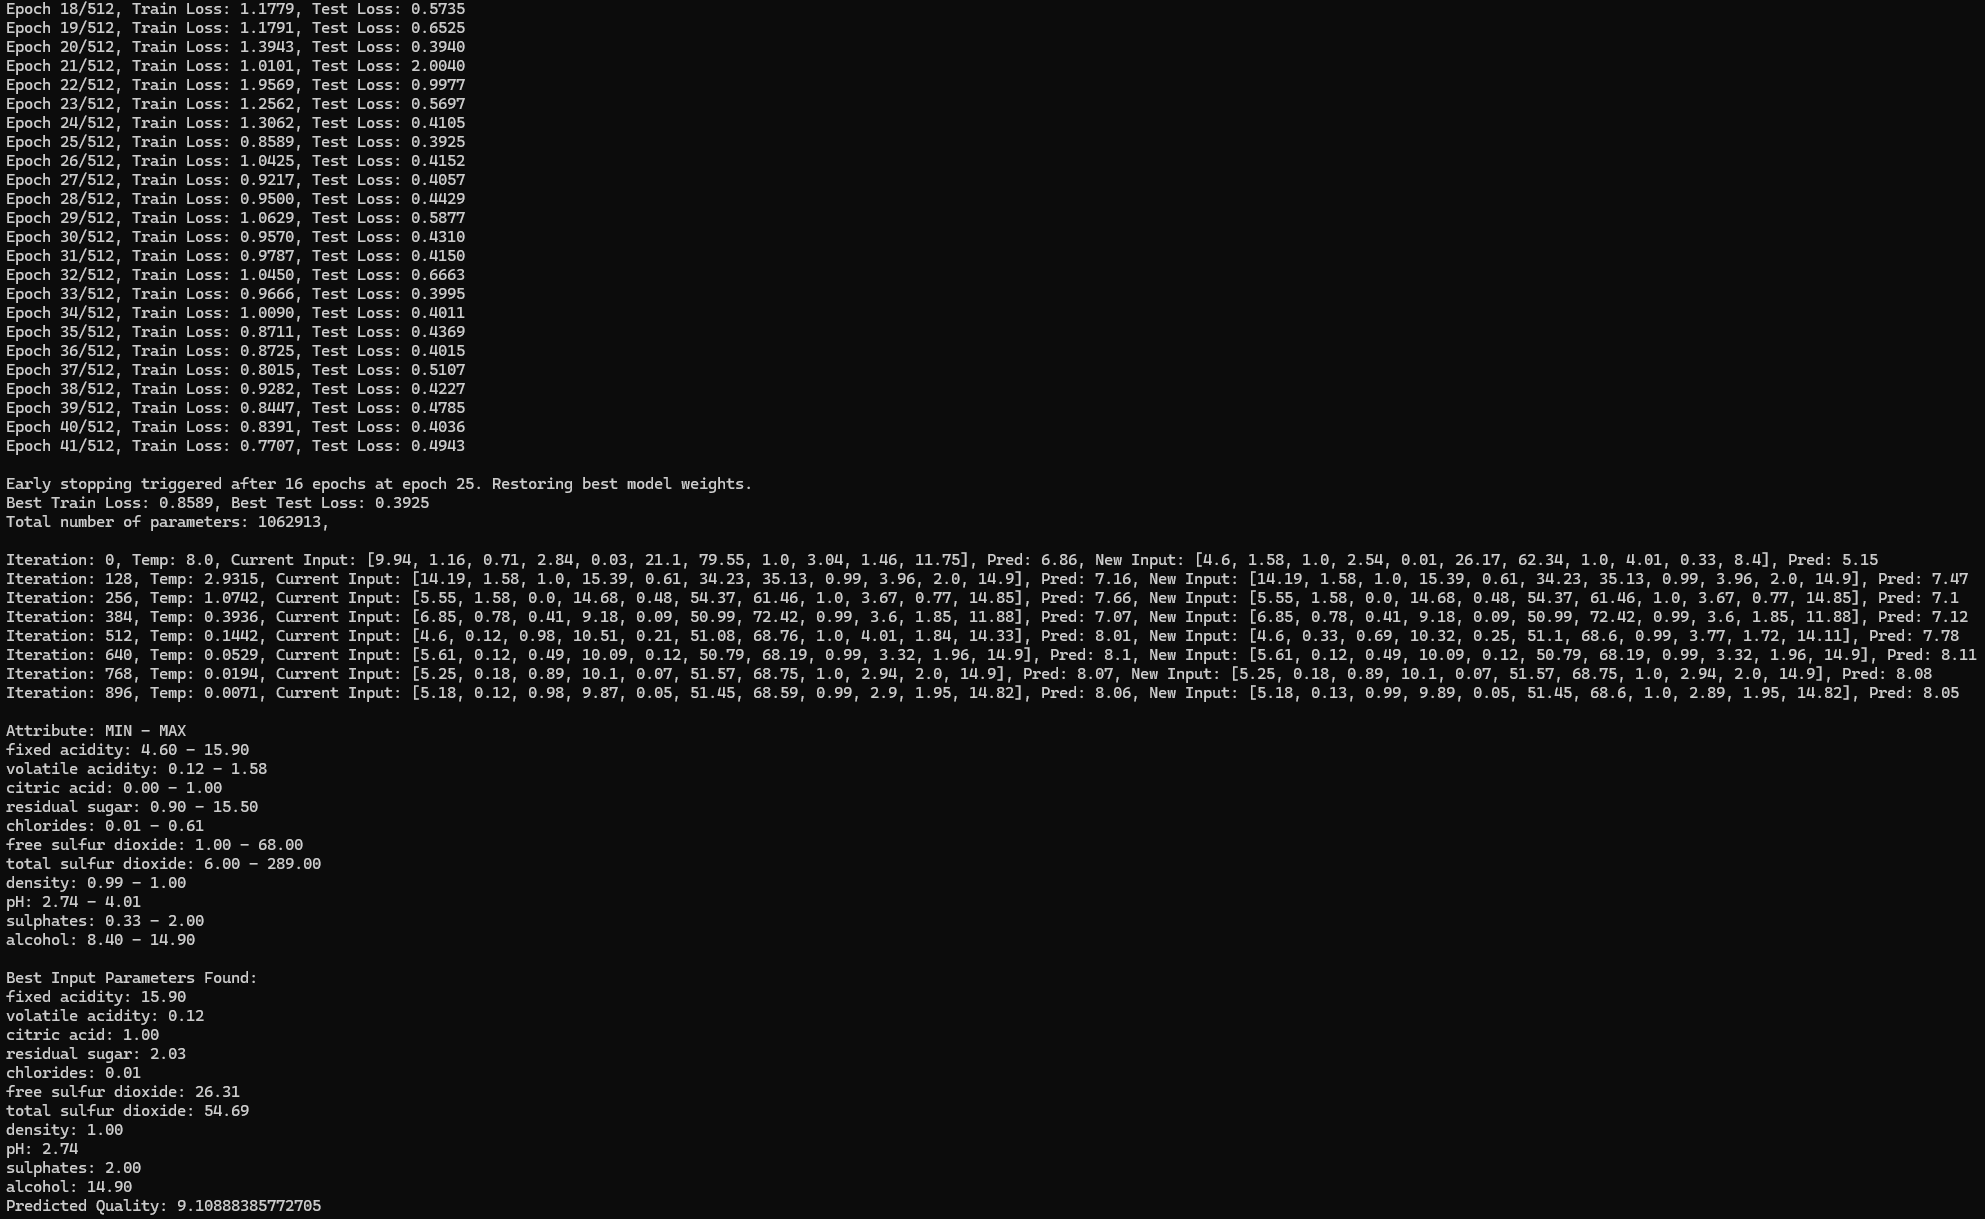 Epoch 18/512, Train Loss: 1.1779, Test Loss: 0.5735
Epoch 19/512, Train Loss: 1.1791, Test Loss: 0.6525
Epoch 20/512, Train Loss: 1.3943, Test Loss: 0.3940
Epoch 21/512, Train Loss: 1.0101, Test Loss: 2.0040
Epoch 22/512, Train Loss: 1.9569, Test Loss: 0.9977
Epoch 23/512, Train Loss: 1.2562, Test Loss: 0.5697
Epoch 24/512, Train Loss: 1.3062, Test Loss: 0.4105
Epoch 25/512, Train Loss: 0.8589, Test Loss: 0.3925
Epoch 26/512, Train Loss: 1.0425, Test Loss: 0.4152
Epoch 27/512, Train Loss: 0.9217, Test Loss: 0.4057
Epoch 28/512, Train Loss: 0.9500, Test Loss: 0.4429
Epoch 29/512, Train Loss: 1.0629, Test Loss: 0.5877
Epoch 30/512, Train Loss: 0.9570, Test Loss: 0.4310
Epoch 31/512, Train Loss: 0.9787, Test Loss: 0.4150
Epoch 32/512, Train Loss: 1.0450, Test Loss: 0.6663
Epoch 33/512, Train Loss: 0.9666, Test Loss: 0.3995
Epoch 34/512, Train Loss: 1.0090, Test Loss: 0.4011
Epoch 35/512, Train Loss: 0.8711, Test Loss: 0.4369
Epoch 36/512, Train Loss: 0.8725, Test Loss: 0.4015
Epoch 37/512, Train Loss: 0.8015, Test Loss: 0.5107
Epoch 38/512, Train Loss: 0.9282, Test Loss: 0.4227
Epoch 39/512, Train Loss: 0.8447, Test Loss: 0.4785
Epoch 40/512, Train Loss: 0.8391, Test Loss: 0.4036
Epoch 41/512, Train Loss: 0.7707, Test Loss: 0.4943
Early stopping triggered after 16 epochs at epoch 25. Restoring best model weights.
Best Train Loss: 0.8589, Best Test Loss: 0.3925
Total number of parameters: 1062913,
Iteration: 0, Temp: 8.0, Current Input: [9.94, 1.16, 0.71, 2.84, 0.03, 21.1, 79.55, 1.0, 3.04, 1.46, 11.75], Pred: 6.86, New Input: [4.6, 1.58, 1.0, 2.54, 0.01, 26.17, 62.34, 1.0, 4.01, 0.33, 8.4], Pred: 5.15
Iteration: 128, Temp: 2.9315, Current Input: [14.19, 1.58, 1.0, 15.39, 0.61, 34.23, 35.13, 0.99, 3.96, 2.0, 14.9], Pred: 7.16, New Input: [14.19, 1.58, 1.0, 15.39, 0.61, 34.23, 35.13, 0.99, 3.96, 2.0, 14.9], Pred: 7.47
Iteration: 256, Temp: 1.0742, Current Input: [5.55, 1.58, 0.0, 14.68, 0.48, 54.37, 61.46, 1.0, 3.67, 0.77, 14.85], Pred: 7.66, New Input: [5.55, 1.58, 0.0, 14.68, 0.48, 54.37, 61.46, 1.0, 3.67, 0.77, 14.85], Pred: 7.1
Iteration: 384, Temp: 0.3936, Current Input: [6.85, 0.78, 0.41, 9.18, 0.09, 50.99, 72.42, 0.99, 3.6, 1.85, 11.88], Pred: 7.07, New Input: [6.85, 0.78, 0.41, 9.18, 0.09, 50.99, 72.42, 0.99, 3.6, 1.85, 11.88], Pred: 7.12
Iteration: 512, Temp: 0.1442, Current Input: [4.6, 0.12, 0.98, 10.51, 0.21, 51.08, 68.76, 1.0, 4.01, 1.84, 14.33], Pred: 8.01, New Input: [4.6, 0.33, 0.69, 10.32, 0.25, 51.1, 68.6, 0.99, 3.77, 1.72, 14.11], Pred: 7.78
Iteration: 640, Temp: 0.0529, Current Input: [5.61, 0.12, 0.49, 10.09, 0.12, 50.79, 68.19, 0.99, 3.32, 1.96, 14.9], Pred: 8.1, New Input: [5.61, 0.12, 0.49, 10.09, 0.12, 50.79, 68.19, 0.99, 3.32, 1.96, 14.9], Pred: 8.11
Iteration: 768, Temp: 0.0194, Current Input: [5.25, 0.18, 0.89, 10.1, 0.07, 51.57, 68.75, 1.0, 2.94, 2.0, 14.9], Pred: 8.07, New Input: [5.25, 0.18, 0.89, 10.1, 0.07, 51.57, 68.75, 1.0, 2.94, 2.0, 14.9], Pred: 8.08
Iteration: 896, Temp: 0.0071, Current Input: [5.18, 0.12, 0.98, 9.87, 0.05, 51.45, 68.59, 0.99, 2.9, 1.95, 14.82], Pred: 8.06, New Input: [5.18, 0.13, 0.99, 9.89, 0.05, 51.45, 68.6, 1.0, 2.89, 1.95, 14.82], Pred: 8.05
Attribute: MIN – MAX
fixed acidity: 4.60 – 15.90
volatile acidity: 0.12 – 1.58
citric acid: 0.00 – 1.00
residual sugar: 0.90 – 15.50
chlorides: 0.01 – 0.61
free sulfur dioxide: 1.00 – 68.00
total sulfur dioxide: 6.00 – 289.00
density: 0.99 – 1.00
pH: 2.74 – 4.01
sulphates: 0.33 – 2.00
alcohol: 8.40 – 14.90
Best Input Parameters Found:
fixed acidity: 15.90
volatile acidity: 0.12
citric acid: 1.00
residual sugar: 2.03
chlorides: 0.01
free sulfur dioxide: 26.31
total sulfur dioxide: 54.69
density: 1.00
pH: 2.74
sulphates: 2.00
alcohol: 14.90
Predicted Quality: 9.10888385772705